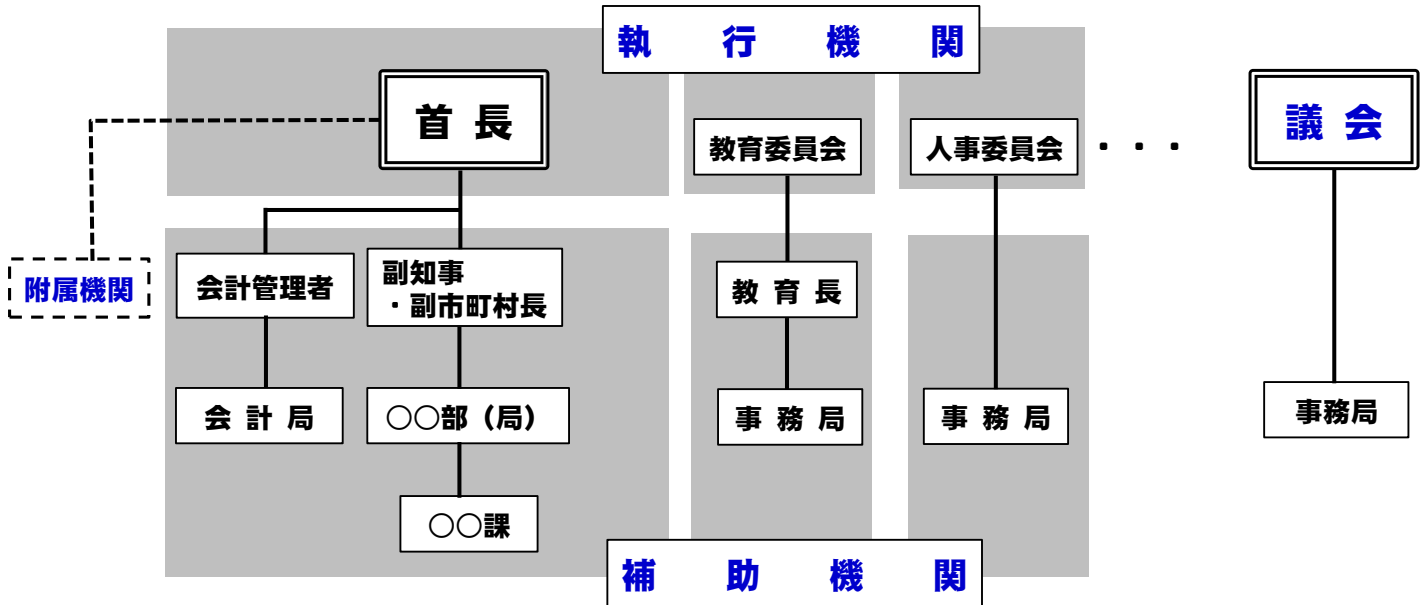 執行機関
首長
教育委員会
人事委員会
・・・
議会
附属機関
会計管理者
副知事
・副市町村長
教育長
会計局
○○部（局）
事務局
事務局
事務局
○○課
補助機関